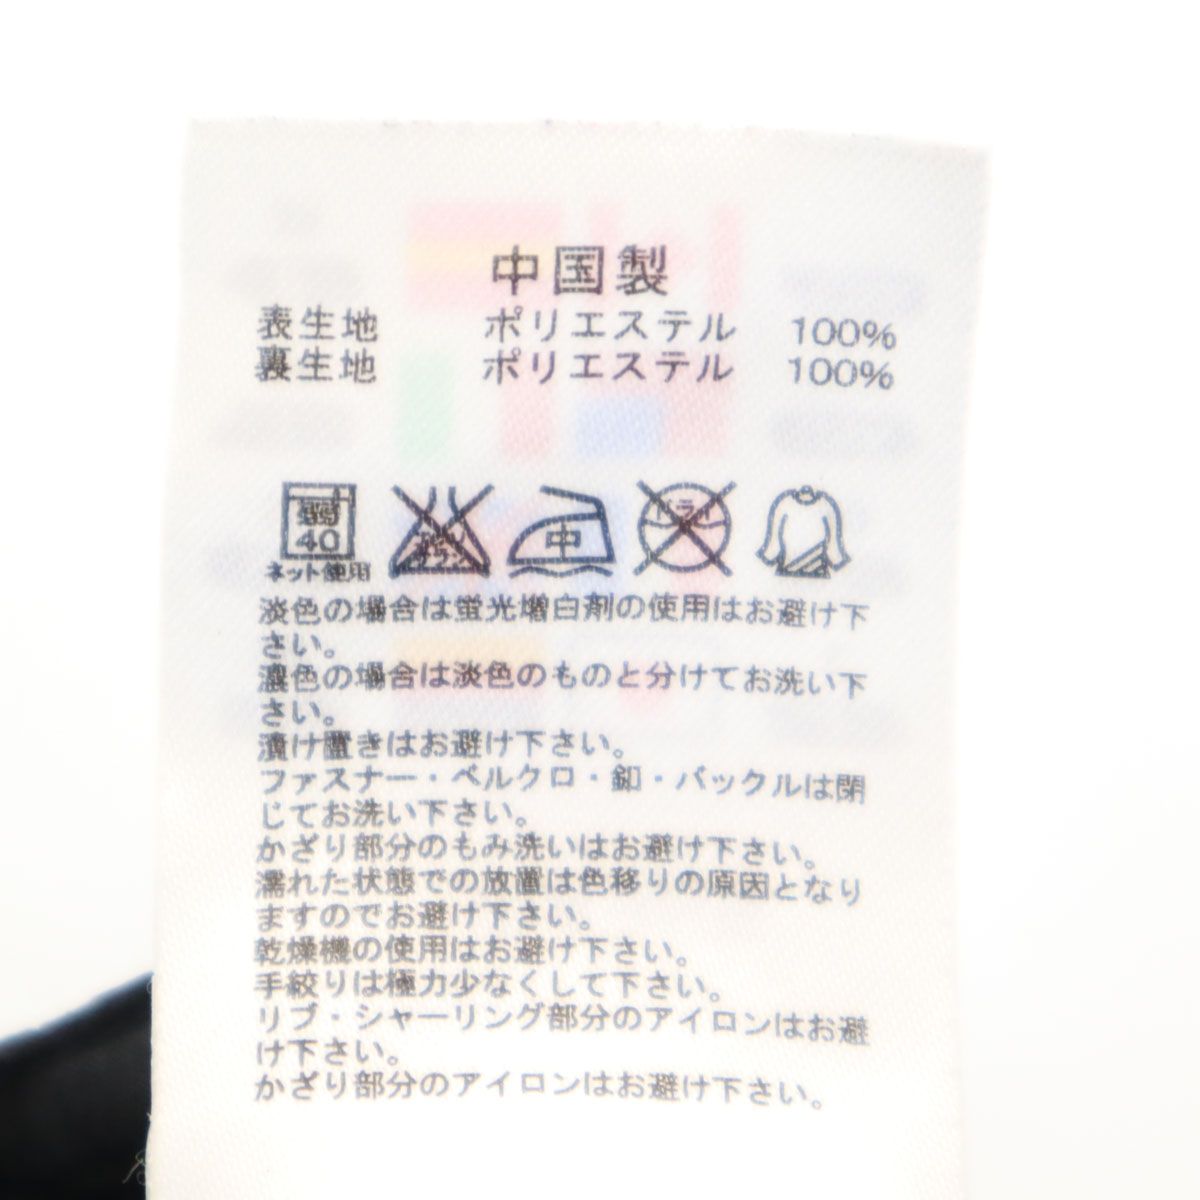 中国製
表生地 ポリエステル 100%
裏生地 ポリエステル 100%
弱 40 エンソサラシ 中 ドライ
ネット使用
淡色の場合は蛍光増白剤の使用はお避け下
さい。
濃色の場合は淡色のものと分けてお洗い下
さい。
漬け置きはお避け下さい。
ファスナー・ベルクロ・釦・バックルは閉
じてお洗い下さい。
かざり部分のもみ洗いはお避け下さい。
濡れた状態での放置は色移りの原因となり
ますのでお避け下さい。
乾燥機の使用はお避け下さい。
手絞りは極力少なくして下さい。
リブ・シャーリング部分のアイロンはお避
け下さい。
かざり部分のアイロンはお避け下さい。